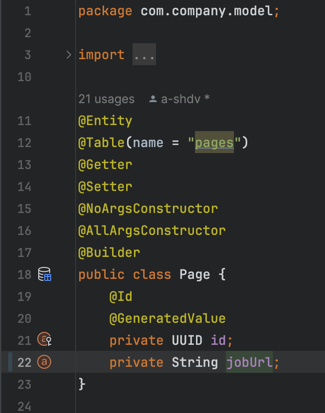 1 package com.company.model;
2
3 > import ...
10
21 usages a-shdv *
11 @Entity
12 @Table(name = "pages")
13 @Getter
14 @Setter
15 @NoArgsConstructor
16 @AllArgsConstructor
17 @Builder
18 public class Page {
19 @Id
20 @GeneratedValue
21 a private UUID id;
22 a private String jobUrl;
23 }
24